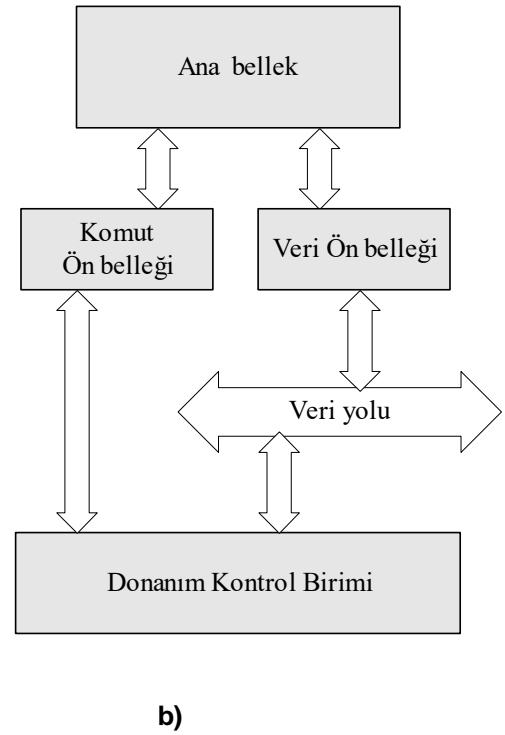 Ana bellek
Komut
Ön belleği
Veri Ön belleği
Veri yolu
Donanım Kontrol Birimi
b)